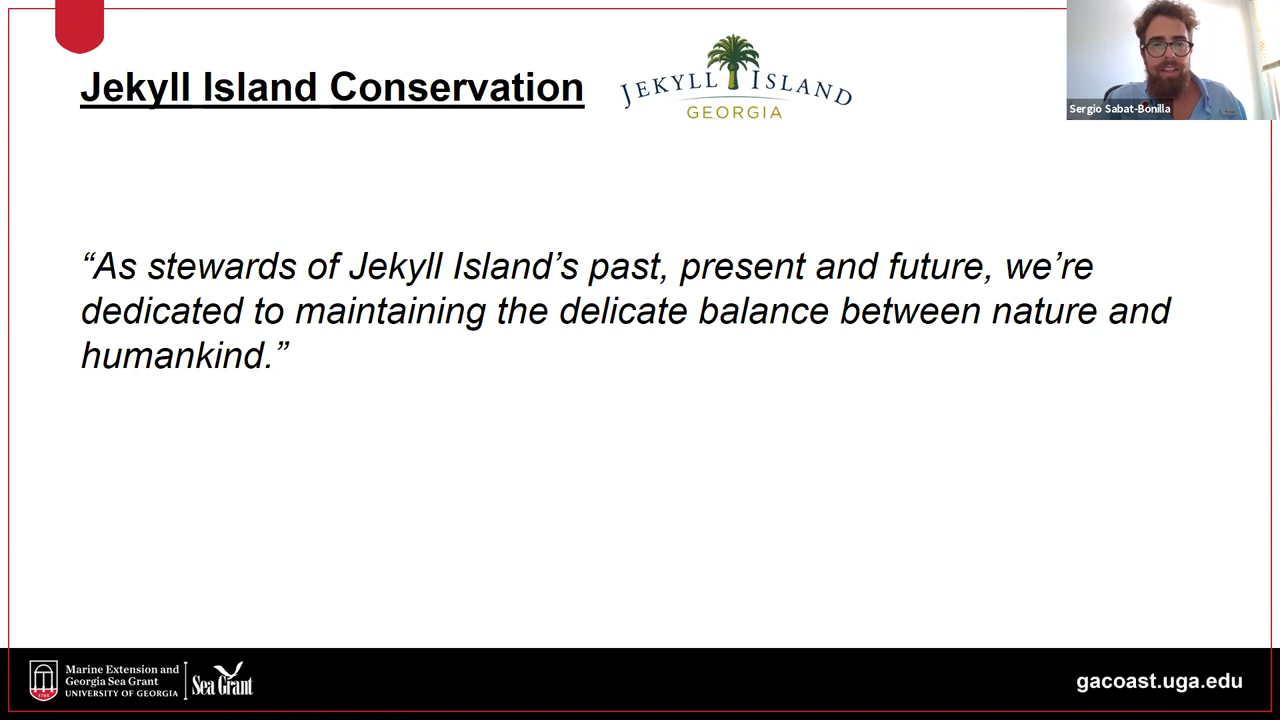 Jekyll Island Conservation
JEKYLL ISLAND
GEORGIA
Sergio Sabat-Bonilla
“As stewards of Jekyll Island’s past, present and future, we’re
dedicated to maintaining the delicate balance between nature and
humankind.”
1785
Marine Extension and
Georgia Sea Grant
UNIVERSITY OF GEORGIA
Sea Grant
gacoast.uga.edu